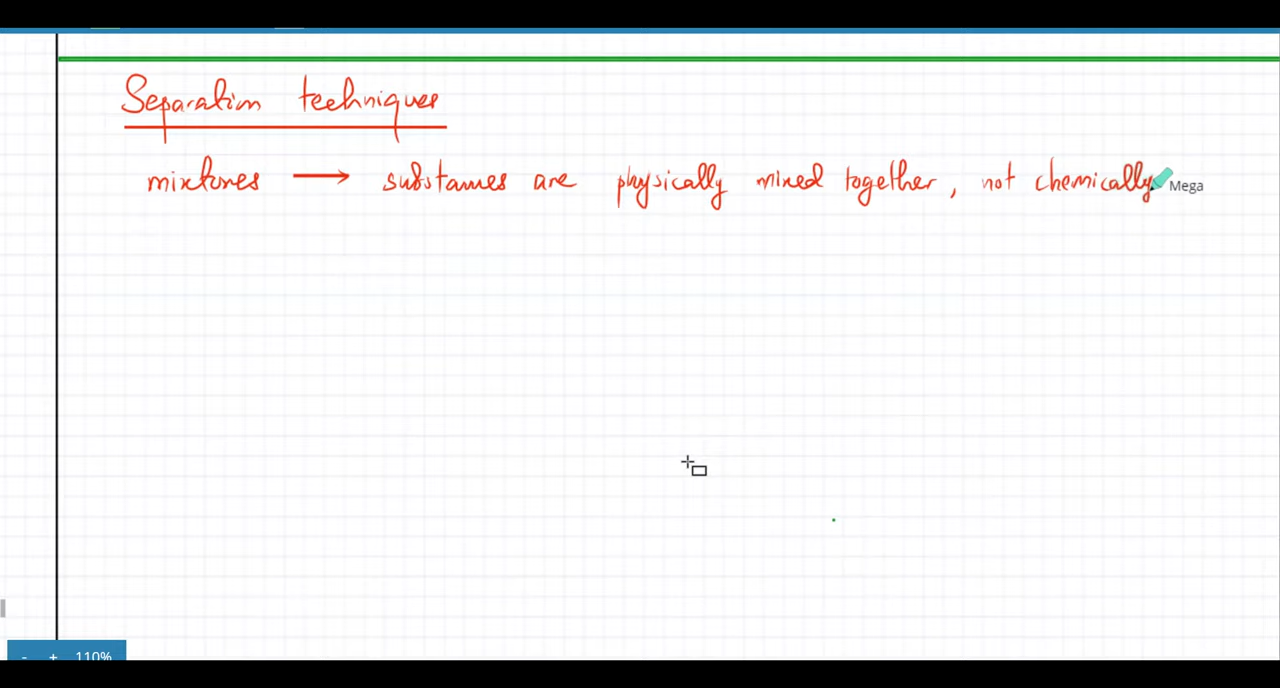 Separation techniques
mixtures → substances are physically mixed together, not chemically
Mega
- + 110%